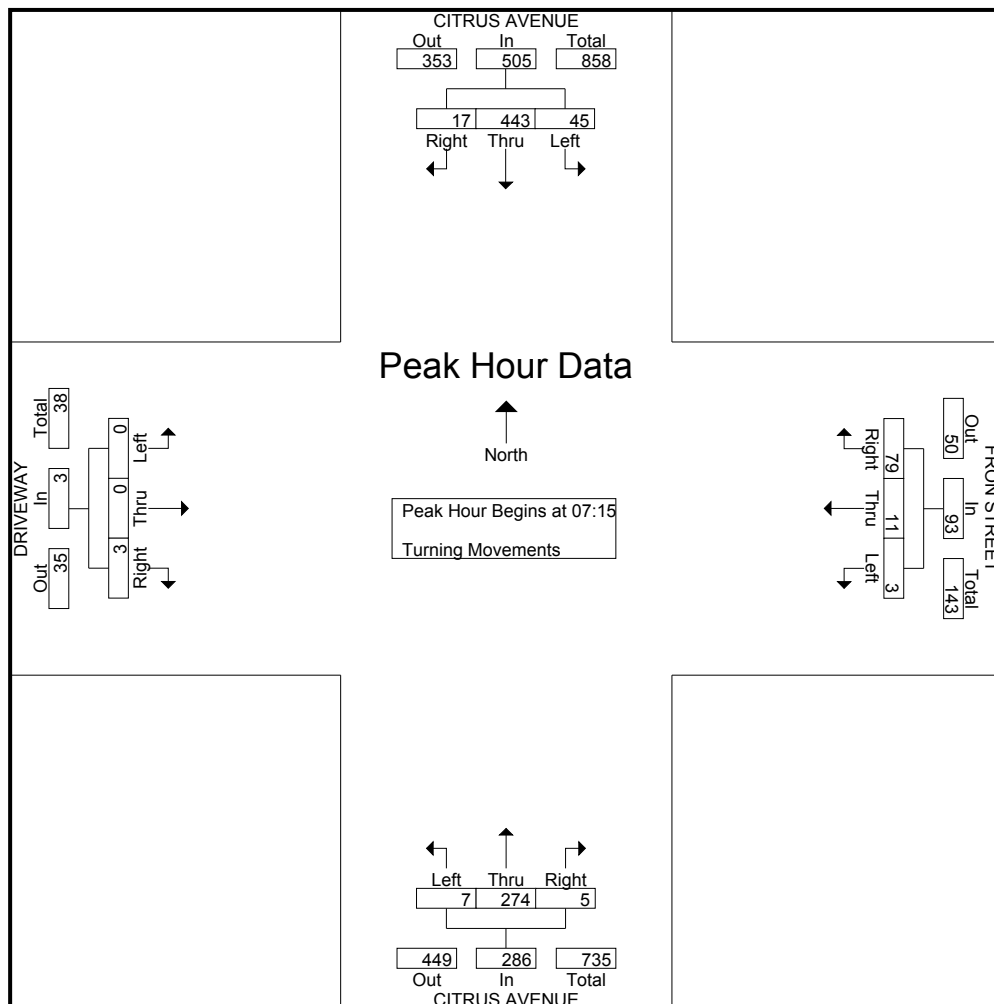 CITRUS AVENUE
Out In Total
353 505 858
17 443 45
Right Thru Left
Peak Hour Data
North
Peak Hour Begins at 07:15
Turning Movements
DRIVEWAY
Out In Total
35 3 38
3 0 0
Right Thru Left
FRON STREET
Out In Total
50 93 143
79 11 3
Right Thru Left
Left Thru Right
7 274 5
449 286 735
Out In Total
CITRUS AVENUE